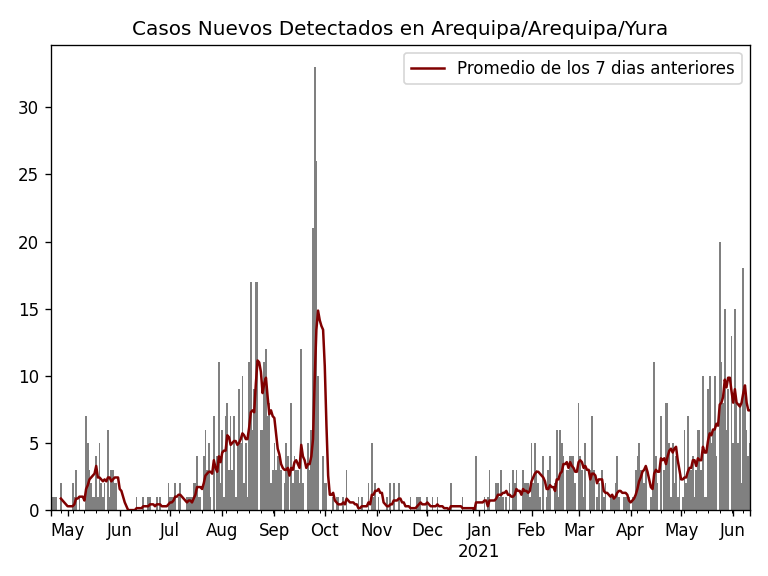 Casos Nuevos Detectados en Arequipa/Arequipa/Yura
Promedio de los 7 dias anteriores
30
25
20
15
10
5
0
May Jun Jul Aug Sep Oct Nov Dec Jan Feb Mar Apr May Jun
2021